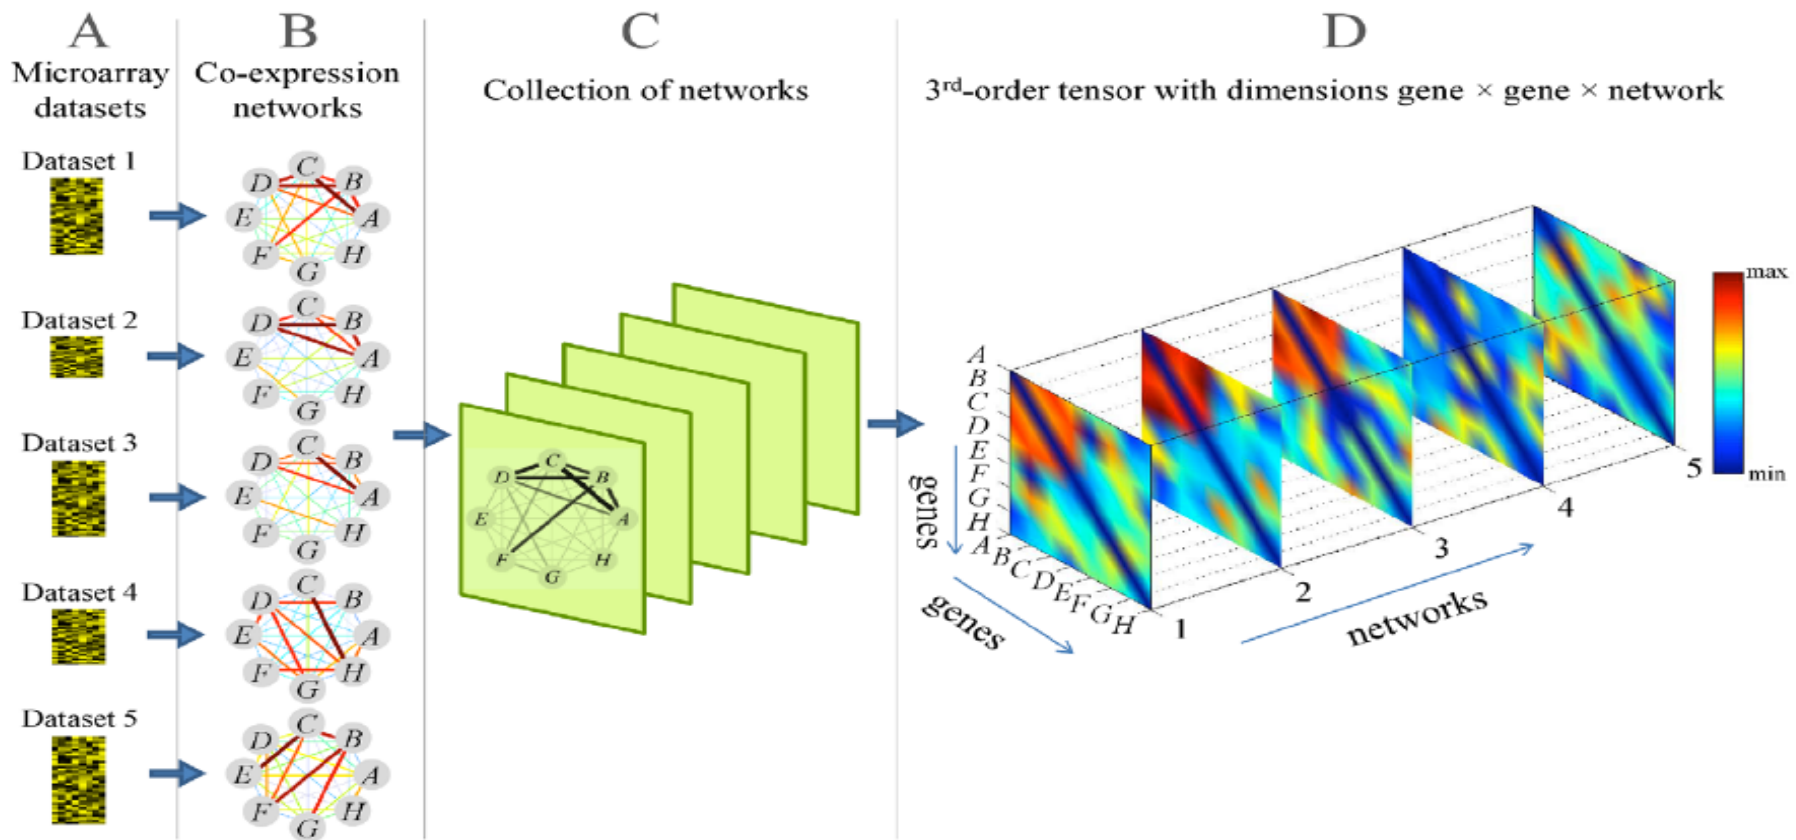 A
B
C
D
Microarray
datasets
Co-expression
networks
Collection of networks
3rd-order tensor with dimensions gene × gene × network
Dataset 1
C
D
B
E
A
F
H
G
Dataset 2
C
D
B
E
A
F
H
G
Dataset 3
C
D
B
E
A
F
H
G
Dataset 4
C
D
B
E
A
F
H
G
Dataset 5
C
D
B
E
A
F
H
G
C
D
B
E
A
F
H
G
A
B
C
D
E
F
G
H
genes
A
B
C
D
E
F
G
H
genes
1
2
3
4
5
networks
max
min